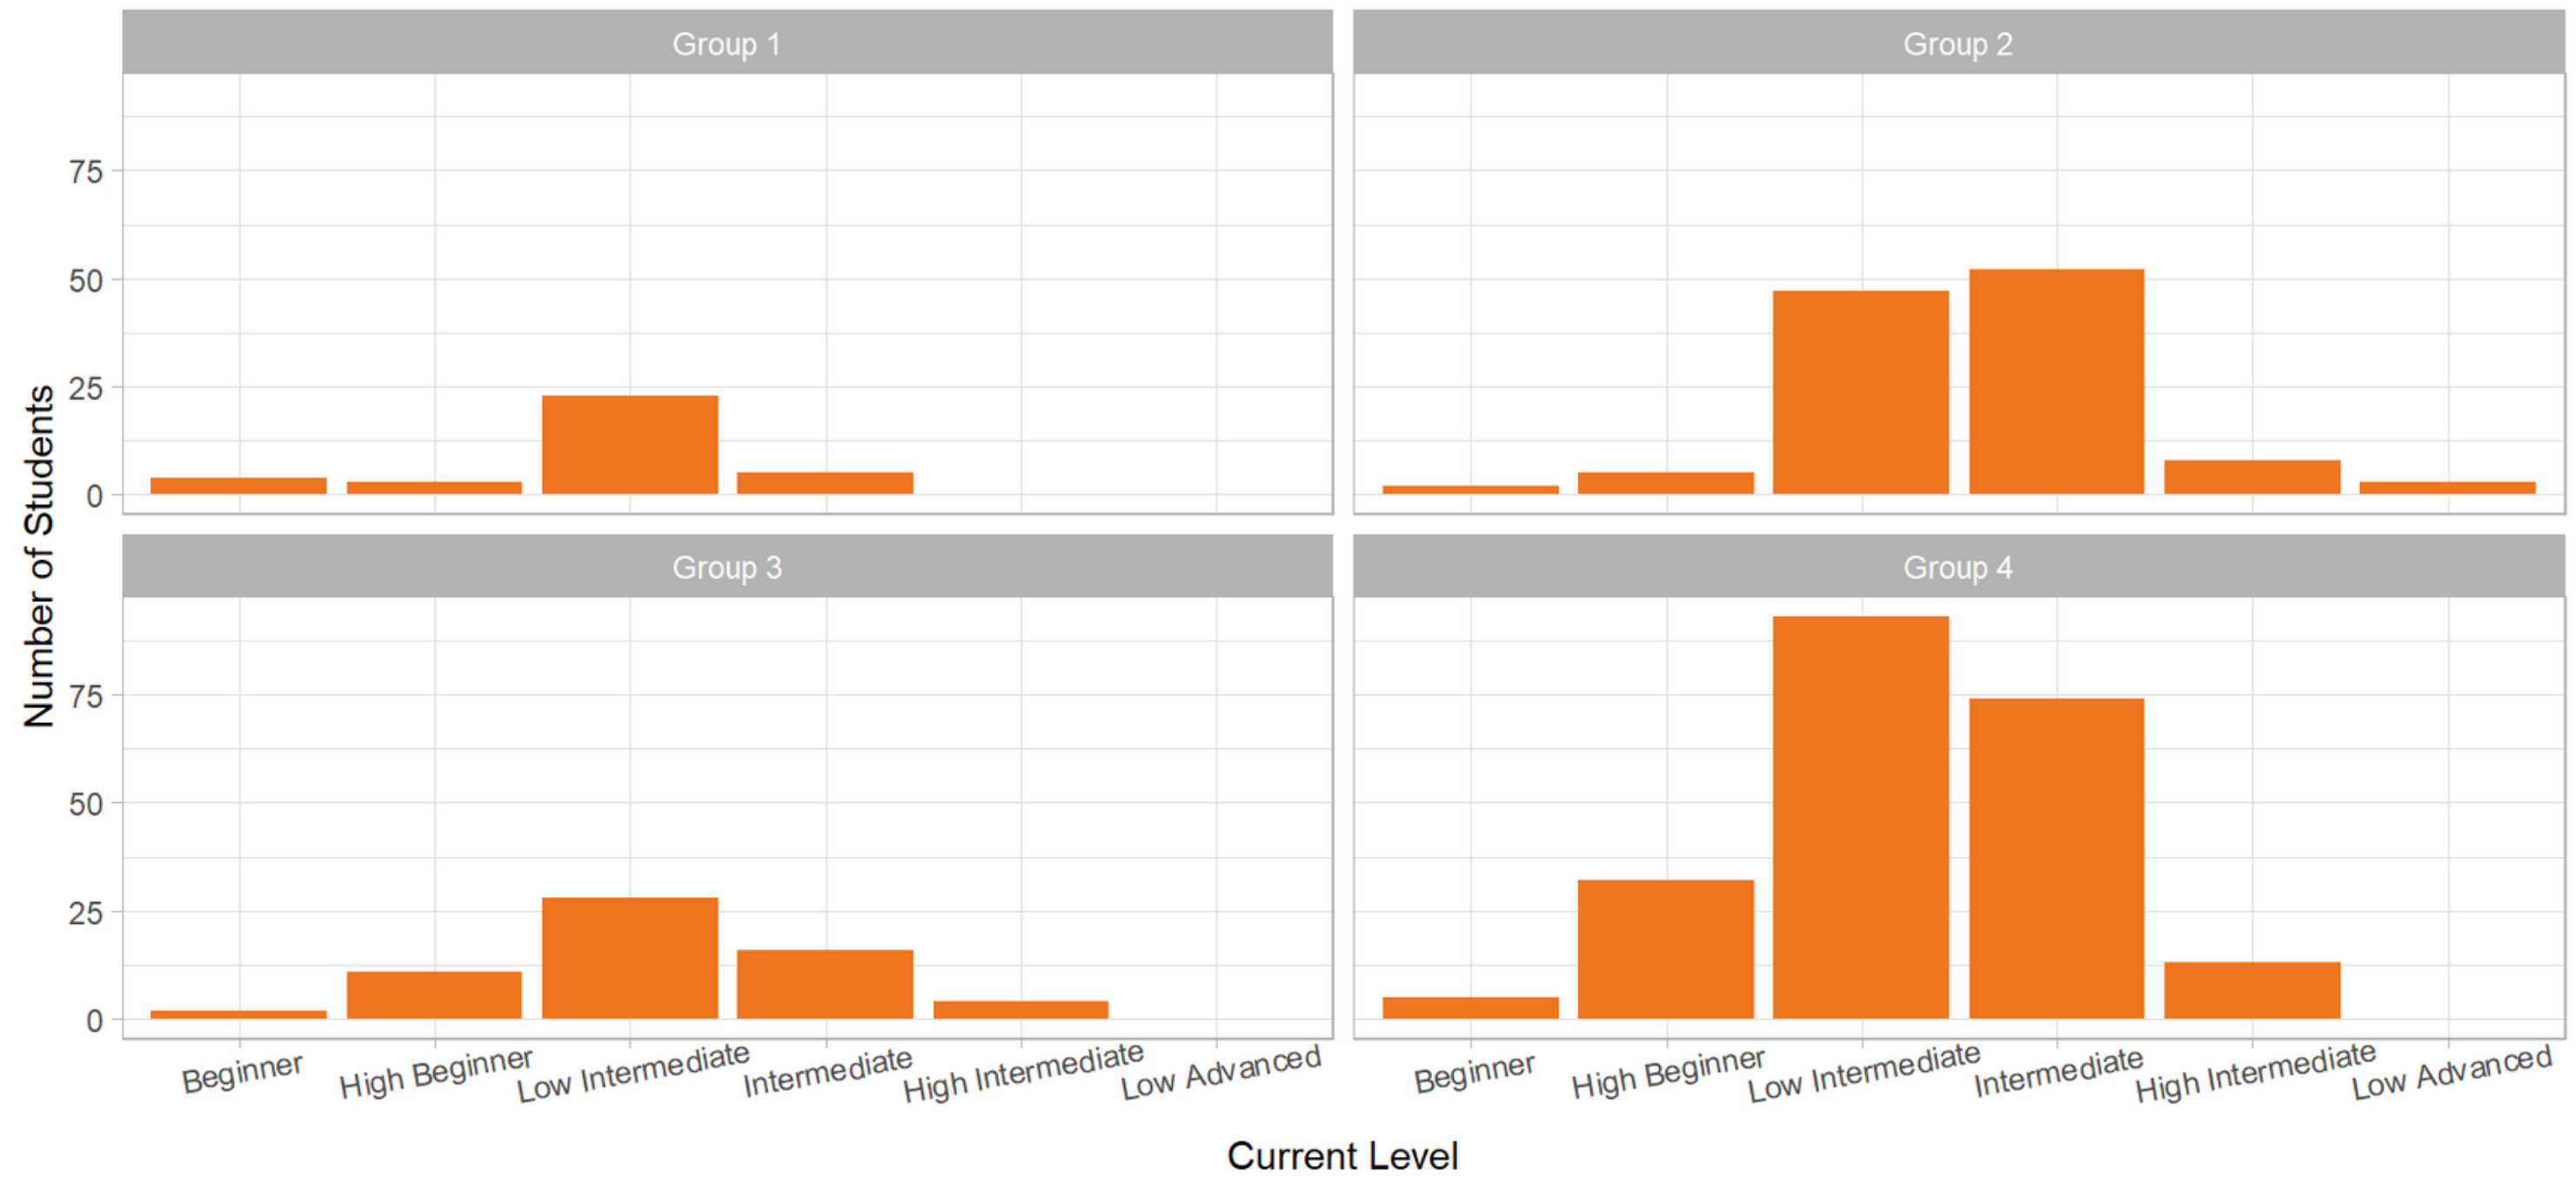 Group 1
Group 2
75
50
25
0
Number of Students
Group 3
Group 4
75
50
25
0
Beginner
High Beginner
Low Intermediate
Intermediate
High Intermediate
Low Advanced
Beginner
High Beginner
Low Intermediate
Intermediate
High Intermediate
Low Advanced
Current Level